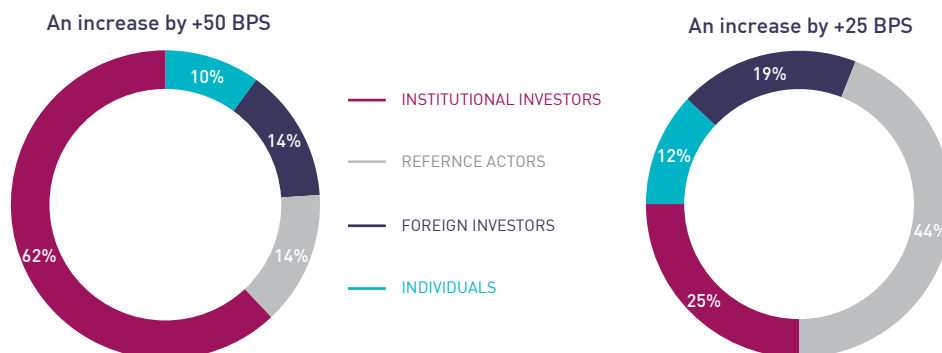 An increase by +50 BPS
10%
14%
14%
62%
INSTITUTIONAL INVESTORS
REFERNCE ACTORS
FOREIGN INVESTORS
INDIVIDUALS
An increase by +25 BPS
19%
12%
44%
25%